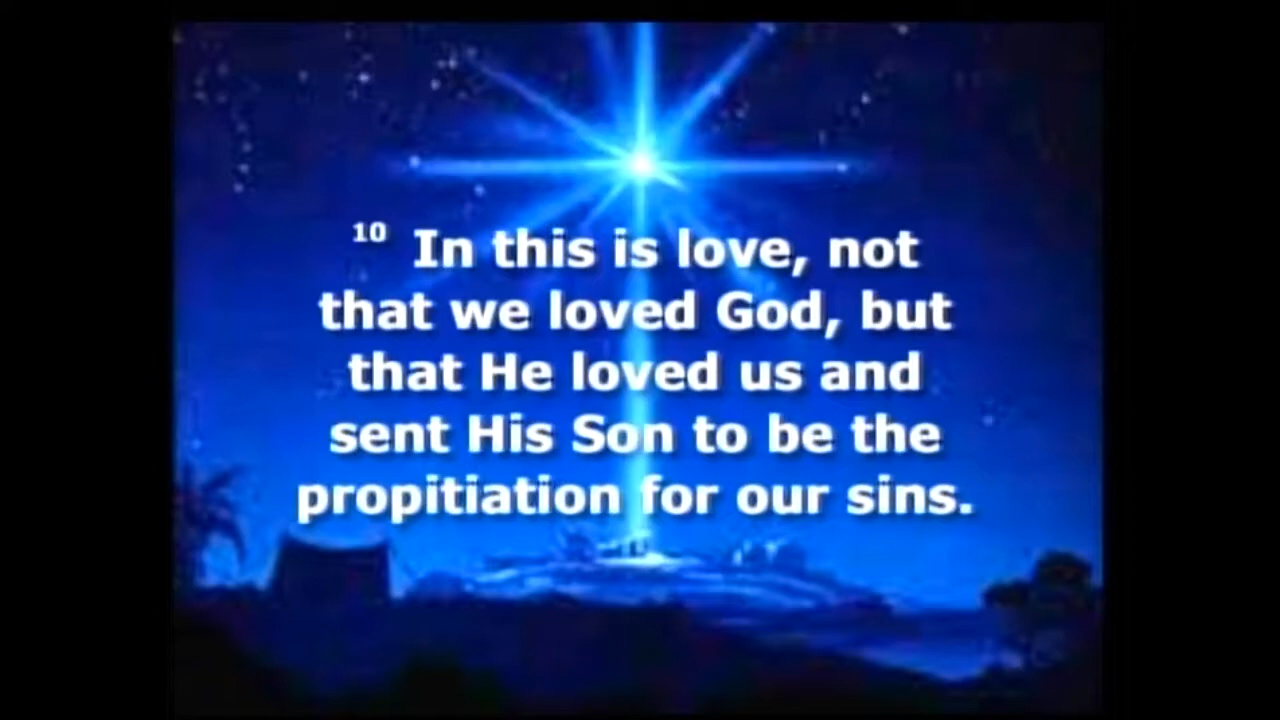 10 In this is love, not
that we loved God, but
that He loved us and
sent His Son to be the
propitiation for our sins.